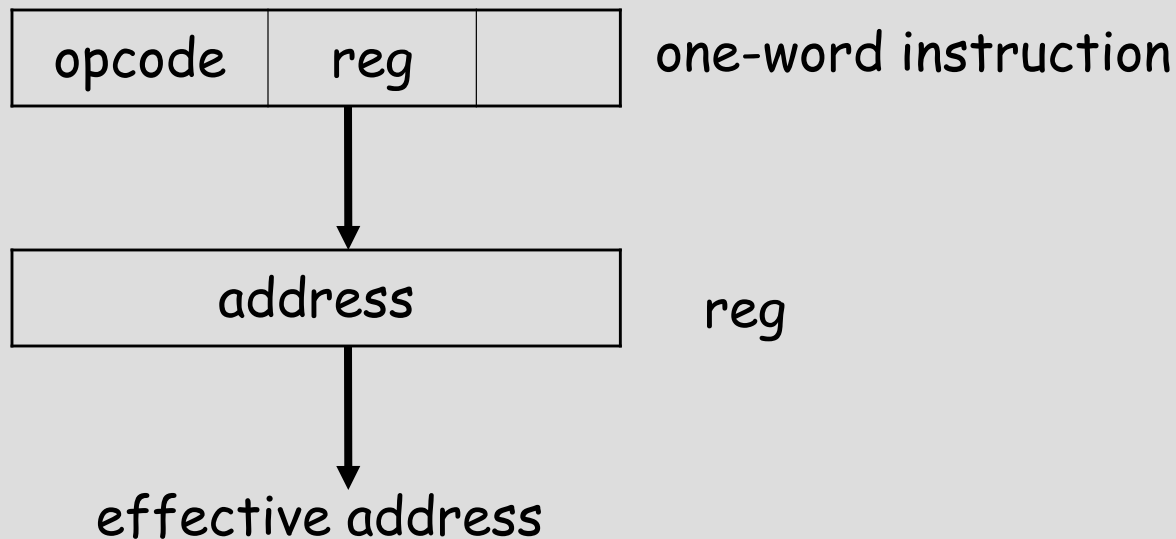 opcode reg one-word instruction
address reg
effective address